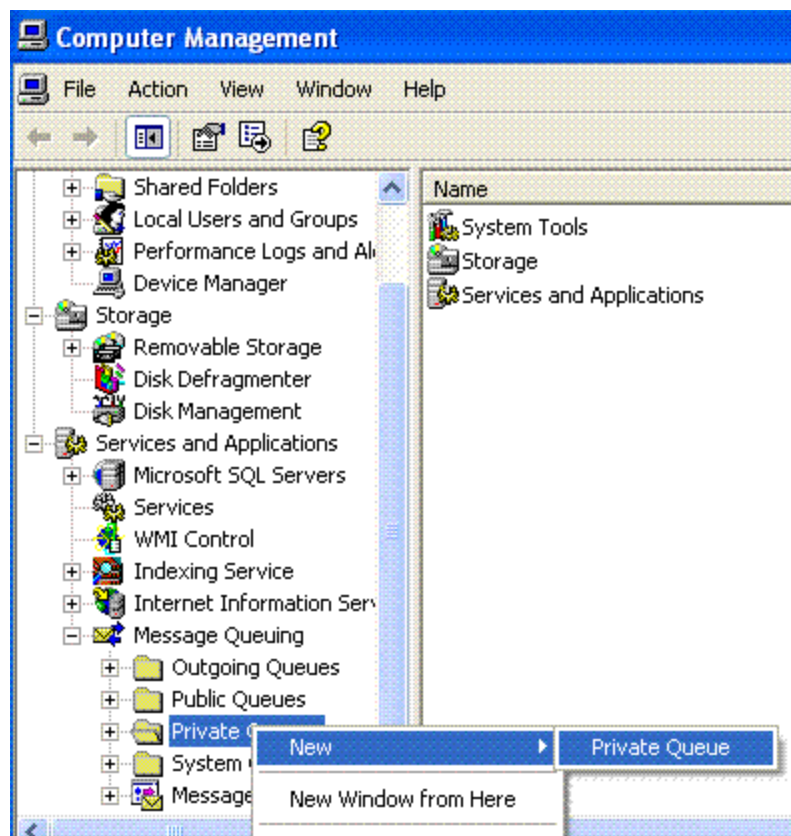 Computer Management
File Action View Window Help
Shared Folders
Local Users and Groups
Performance Logs and Al
Device Manager
Storage
Removable Storage
Disk Defragmenter
Disk Management
Services and Applications
Microsoft SQL Servers
Services
WMI Control
Indexing Service
Internet Information Ser
Message Queuing
Outgoing Queues
Public Queues
Private
System
Message
Name
System Tools
Storage
Services and Applications
New
Private Queue
New Window from Here